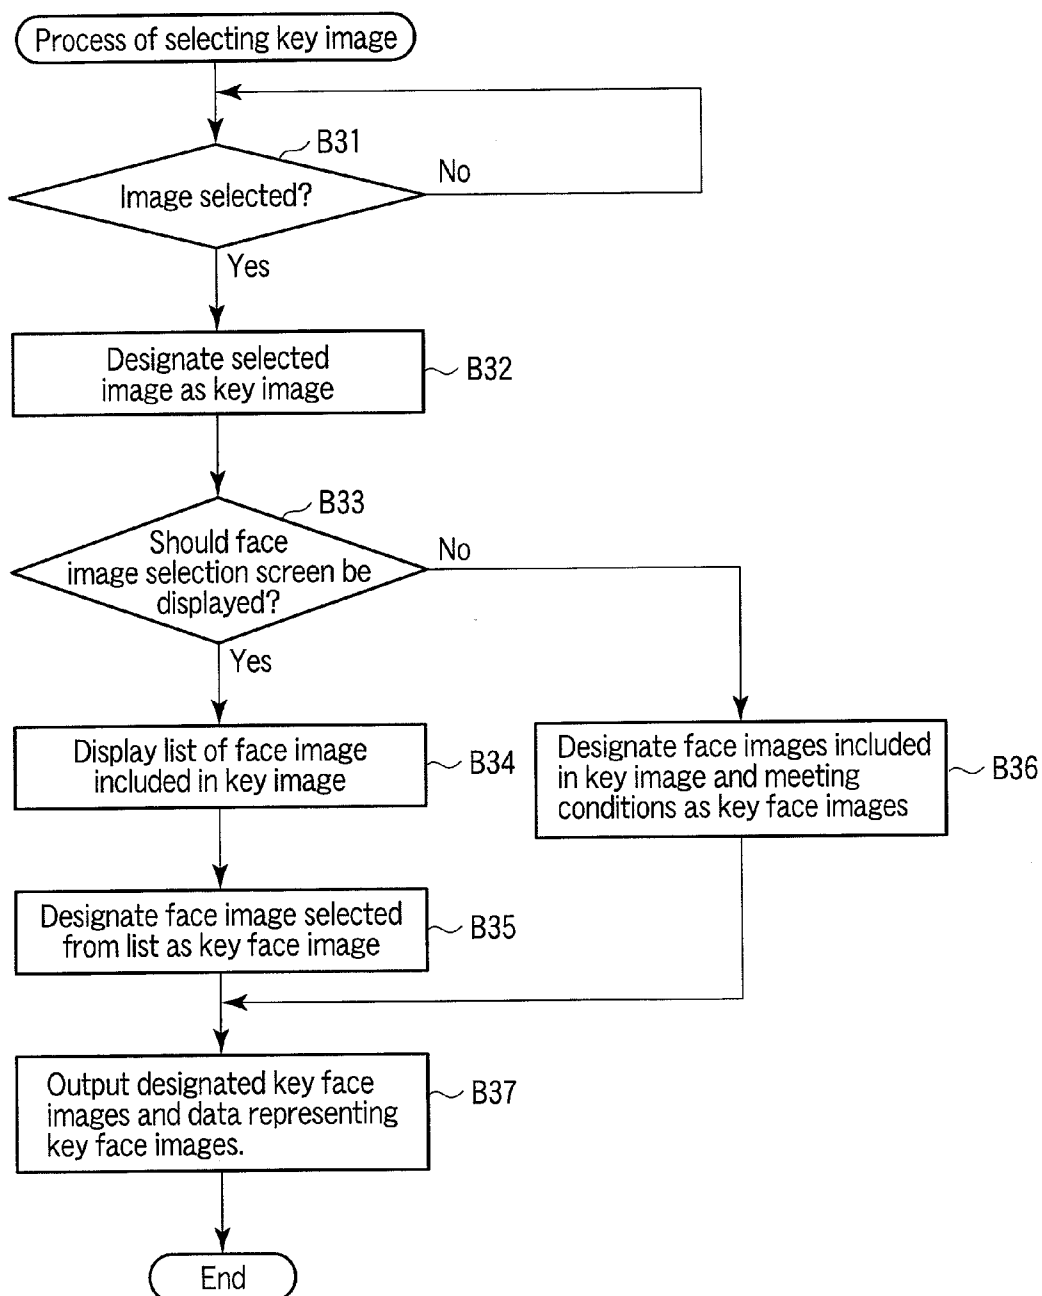 Process of selecting key image
B31
No
Image selected?
Yes
Designate selected
image as key image
B32
B33
No
Should face
image selection screen be
displayed?
Yes
Display list of face image
included in key image
B34
Designate face images included
in key image and meeting
conditions as key face images
B36
Designate face image selected
from list as key face image
B35
Output designated key face
images and data representing
key face images.
B37
End